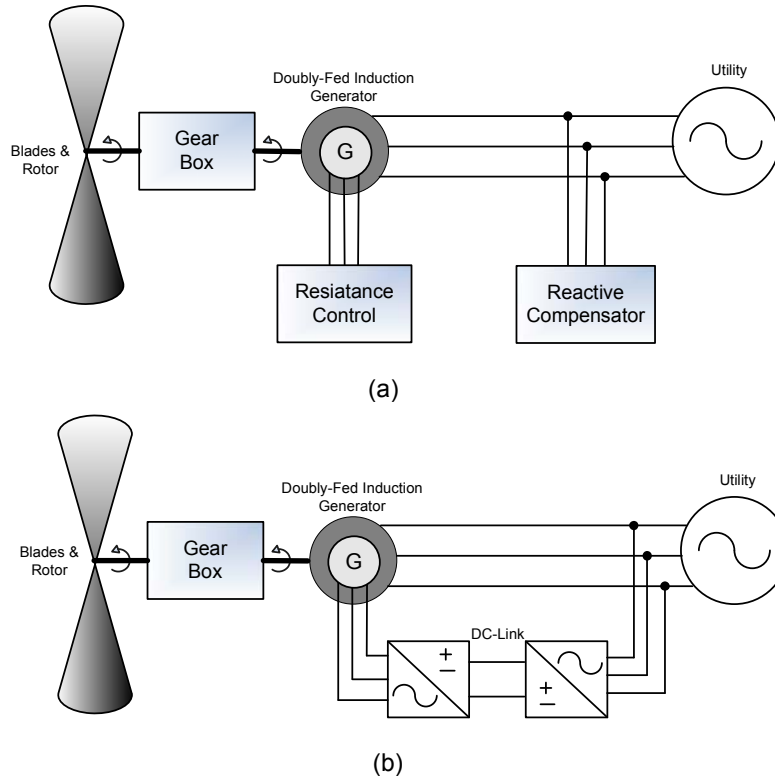 Doubly-Fed Induction
Generator
Utility
Blades &
Rotor
Gear
Box
G
Resiatance
Control
Reactive
Compensator
(a)
Doubly-Fed Induction
Generator
Utility
Blades &
Rotor
Gear
Box
G
DC-Link
+
−
+
−
(b)